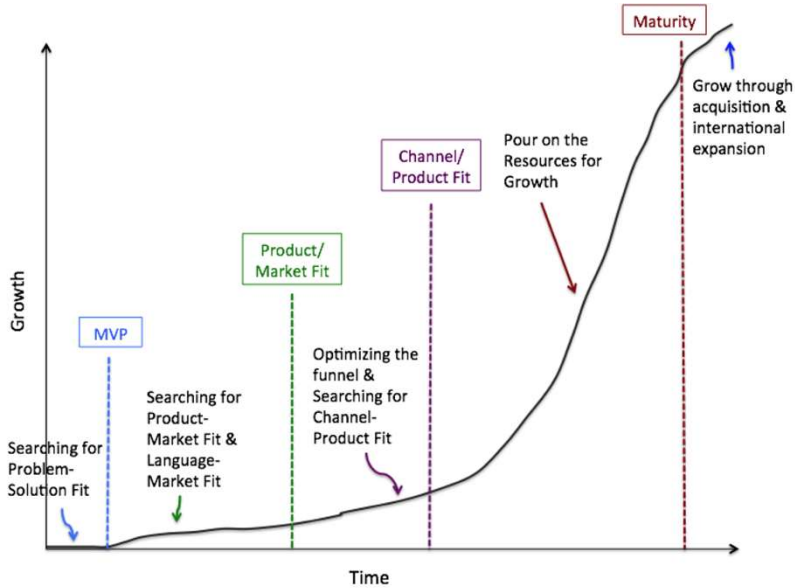 Maturity
Grow through
acquisition &
international
expansion
Pour on the
Resources for
Growth
Channel/
Product Fit
Product/
Market Fit
Growth
MVP
Optimizing the
funnel &
Searching for
Channel-
Product Fit
Searching for
Product-
Market Fit &
Language-
Market Fit
Searching for
Problem-
Solution Fit
Time